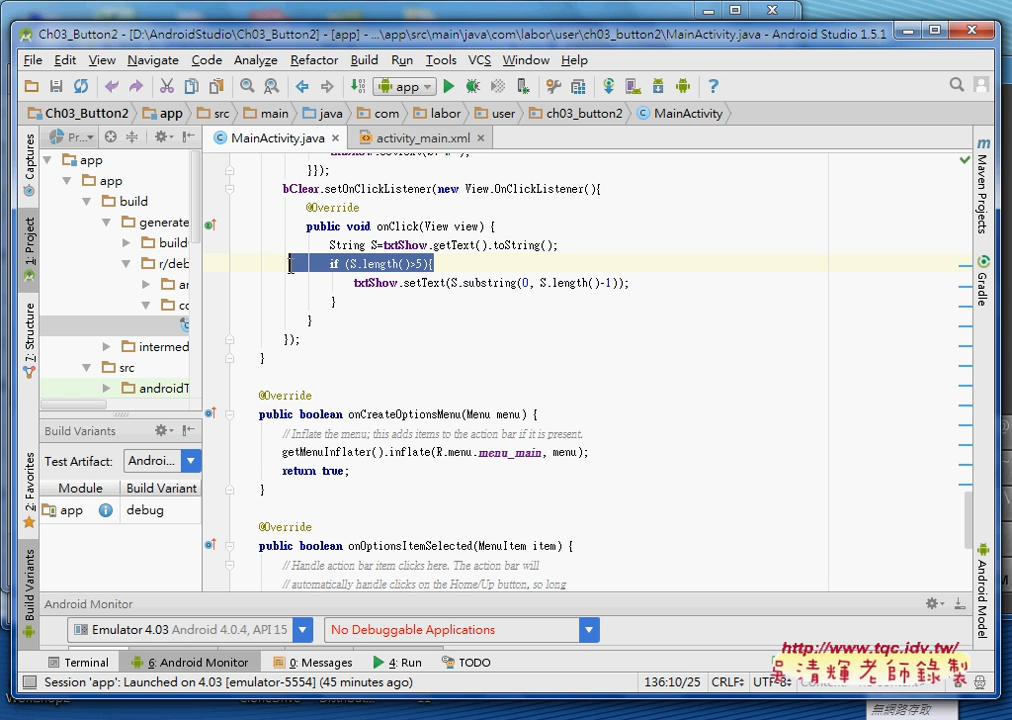 Ch03_Button2 - [D:\AndroidStudio\Ch03_Button2] - [app] - ...\app\src\main\java\com\labor\user\ch03_button2\MainActivity.java - Android Studio 1.5.1
File Edit View Navigate Code Analyze Refactor Build Run Tools VCS Window Help
app
Ch03_Button2 app src main java com labor user ch03_button2 MainActivity
Pr... MainActivity.java activity_main.xml
Captures
1: Project
7: Structure
2: Favorites
Build Variants
app
app
build
generate
build
r/deb
intermed
src
androidT
}});
bClear.setOnClickListener(new View.OnClickListener(){
@Override
public void onClick(View view) {
String S=txtShow.getText().toString();
if (S.length()>5){
txtShow.setText(S.substring(0, S.length()-1));
}
}
});
}
@Override
public boolean onCreateOptionsMenu(Menu menu) {
// Inflate the menu; this adds items to the action bar if it is present.
getMenuInflater().inflate(R.menu.menu_main, menu);
return true;
}
@Override
public boolean onOptionsItemSelected(MenuItem item) {
// Handle action bar item clicks here. The action bar will
// automatically handle clicks on the Home/Up button, so long
Maven Projects
Gradle
Android Model
Build Variants
Test Artifact: Androi...
Module Build Variant
app debug
Android Monitor
Emulator 4.03 Android 4.0.4, API 15 No Debuggable Applications
Terminal 6: Android Monitor 0: Messages 4: Run TODO
http://www.tqc.idv.tw/
吳清輝老師錄製
Session 'app': Launched on 4.03 [emulator-5554] (45 minutes ago) 136:10/25 CRLF UTF-8
無網路存取